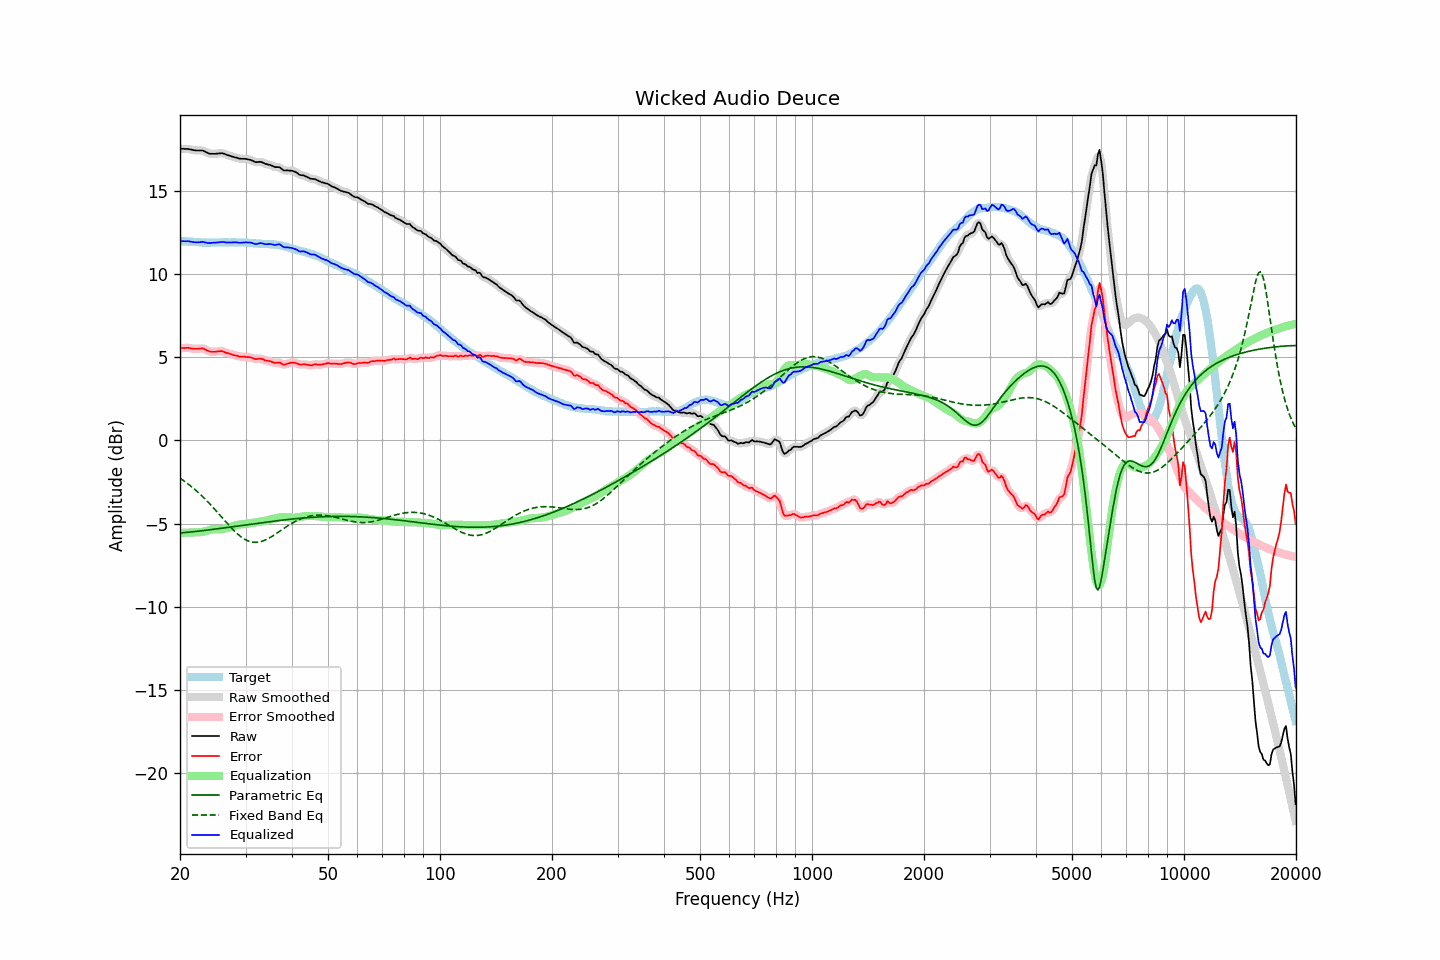 Wicked Audio Deuce
Amplitude (dBr)
15
10
5
0
−5
−10
−15
−20
Target
Raw Smoothed
Error Smoothed
Raw
Error
Equalization
Parametric Eq
Fixed Band Eq
Equalized
20 50 100 200 500 1000 2000 5000 10000 20000
Frequency (Hz)